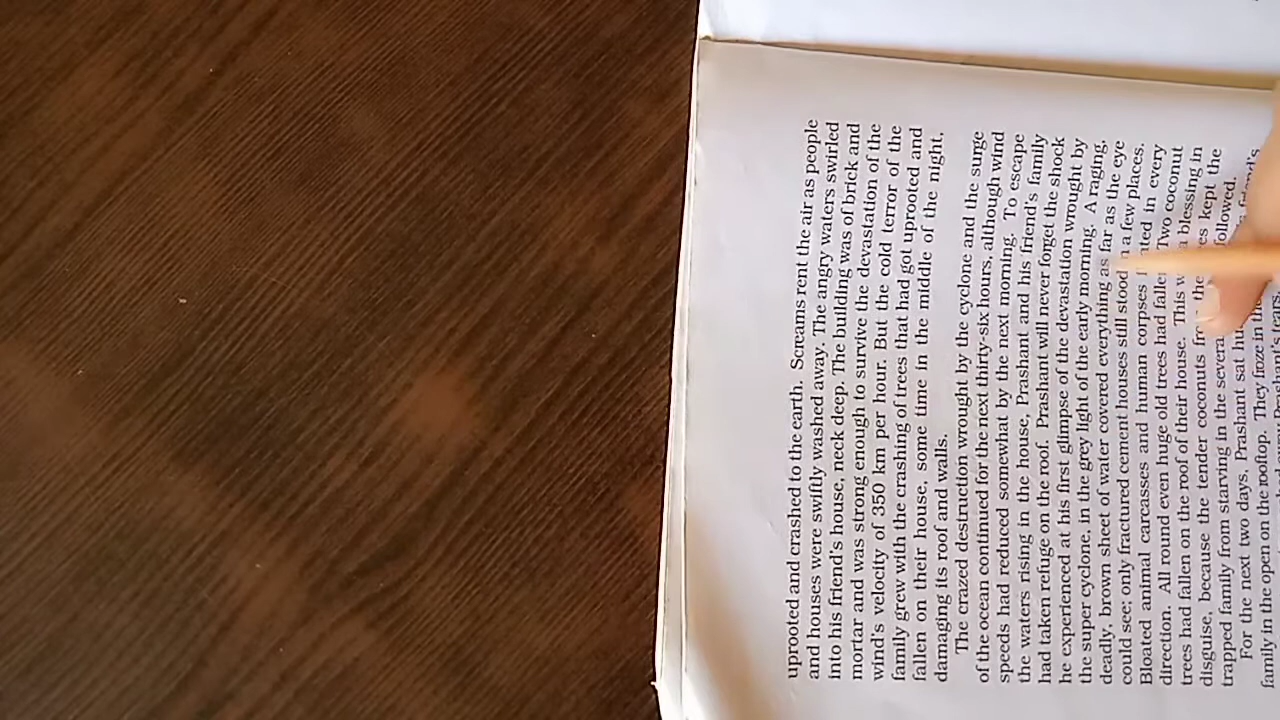 uprooted and crashed to the earth. Screams rent the air as people
and houses were swiftly washed away. The angry waters swirled
into his friend's house, neck deep. The building was of brick and
mortar and was strong enough to survive the devastation of the
wind's velocity of 350 km per hour. But the cold terror of the
family grew with the crashing of trees that had got uprooted and
fallen on their house, some time in the middle of the night,
damaging its roof and walls.
The crazed destruction wrought by the cyclone and the surge
of the ocean continued for the next thirty-six hours, although wind
speeds had reduced somewhat by the next morning. To escape
the waters rising in the house, Prashant and his friend's family
had taken refuge on the roof. Prashant will never forget the shock
he experienced at his first glimpse of the devastation wrought by
the super cyclone, in the grey light of the early morning. A raging,
deadly, brown sheet of water covered everything as far as the eye
could see; only fractured cement houses still stood in a few places.
Bloated animal carcasses and human corpses in every
direction. All round even huge old trees had fallen Two coconut
trees had fallen on the roof of their house. This blessing in
disguise, because the tender coconuts the kept the
trapped family from starving in the followed.
For the next two days, Prashant sat
family in the open on the rooftop. They froze in